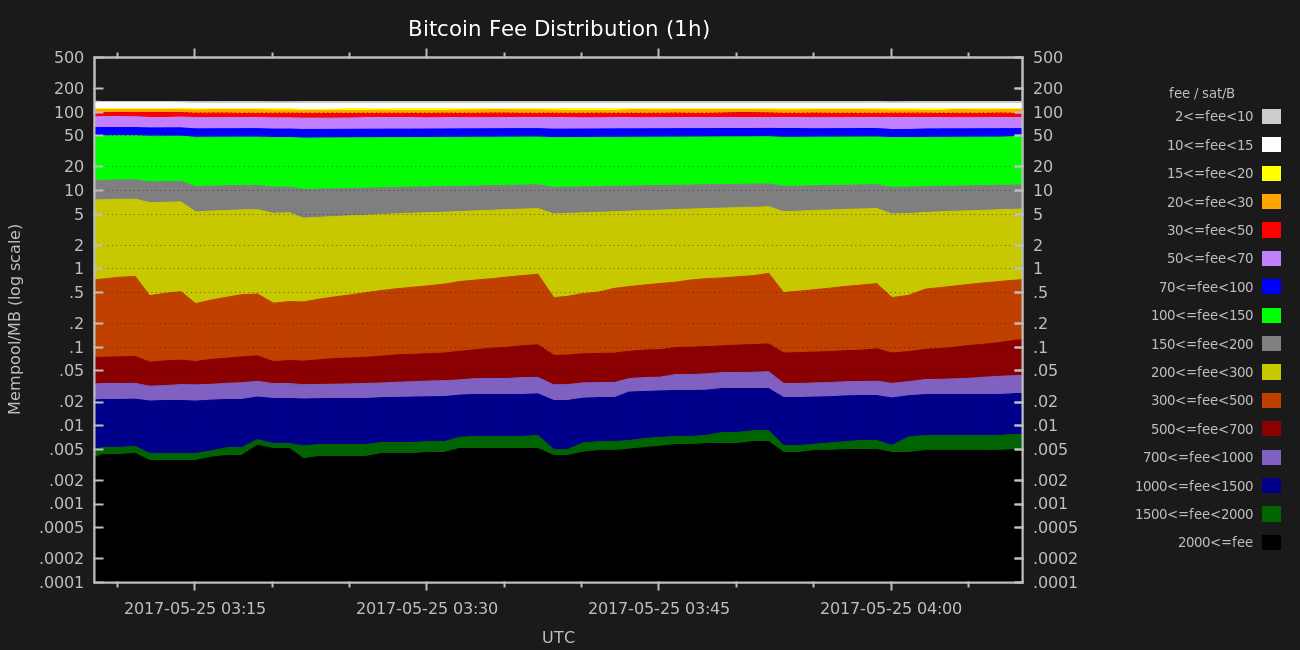 Bitcoin Fee Distribution (1h)
Mempool/MB (log scale)
500
200
100
50
20
10
5
2
1
.5
.2
.1
.05
.02
.01
.005
.002
.001
.0005
.0002
.0001
500
200
100
50
20
10
5
2
1
.5
.2
.1
.05
.02
.01
.005
.002
.001
.0005
.0002
.0001
2017-05-25 03:15
2017-05-25 03:30
2017-05-25 03:45
2017-05-25 04:00
UTC
fee / sat/B
2<=fee<10
10<=fee<15
15<=fee<20
20<=fee<30
30<=fee<50
50<=fee<70
70<=fee<100
100<=fee<150
150<=fee<200
200<=fee<300
300<=fee<500
500<=fee<700
700<=fee<1000
1000<=fee<1500
1500<=fee<2000
2000<=fee